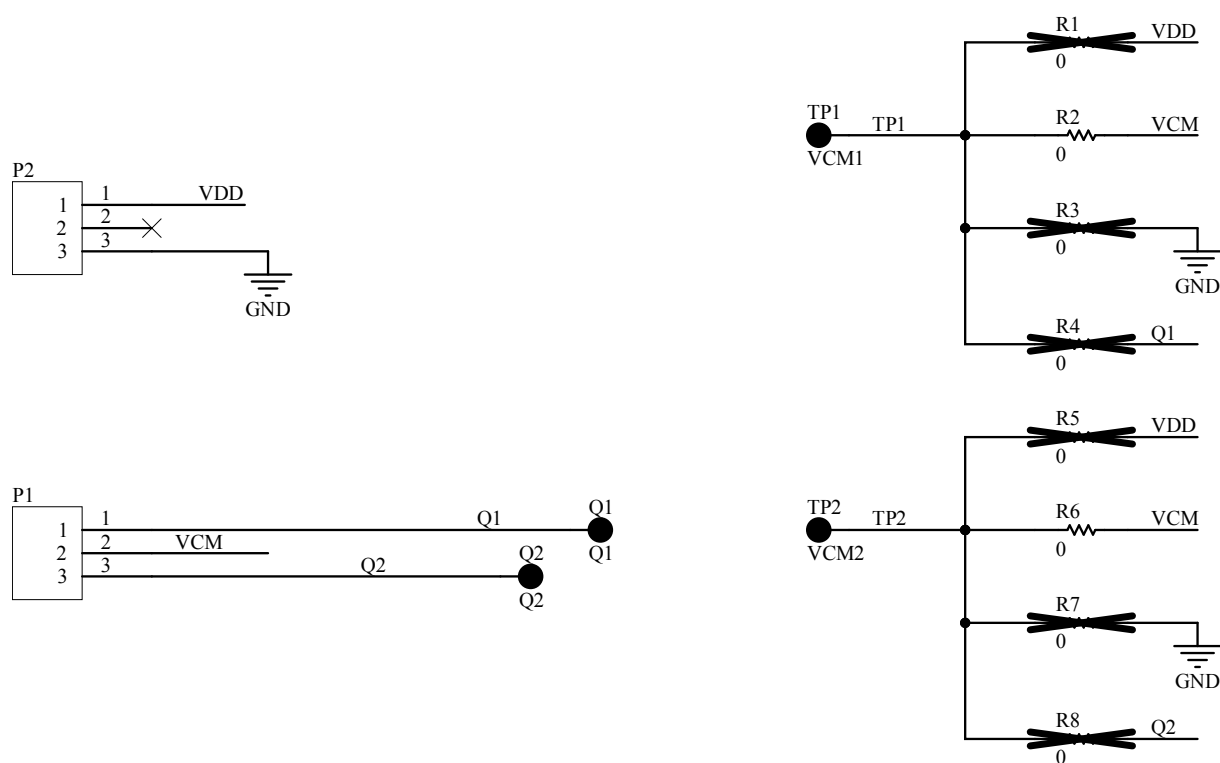 P2
1 1 VDD
2 2
3 3
GND
P1
1 1 Q1 Q1
Q1
2 2 VCM
3 3 Q2 Q2
Q2
R1 VDD
0
TP1 TP1
VCM1
R2 VCM
0
R3
0
GND
R4 Q1
0
R5 VDD
0
TP2 TP2
VCM2
R6 VCM
0
R7
0
GND
R8 Q2
0